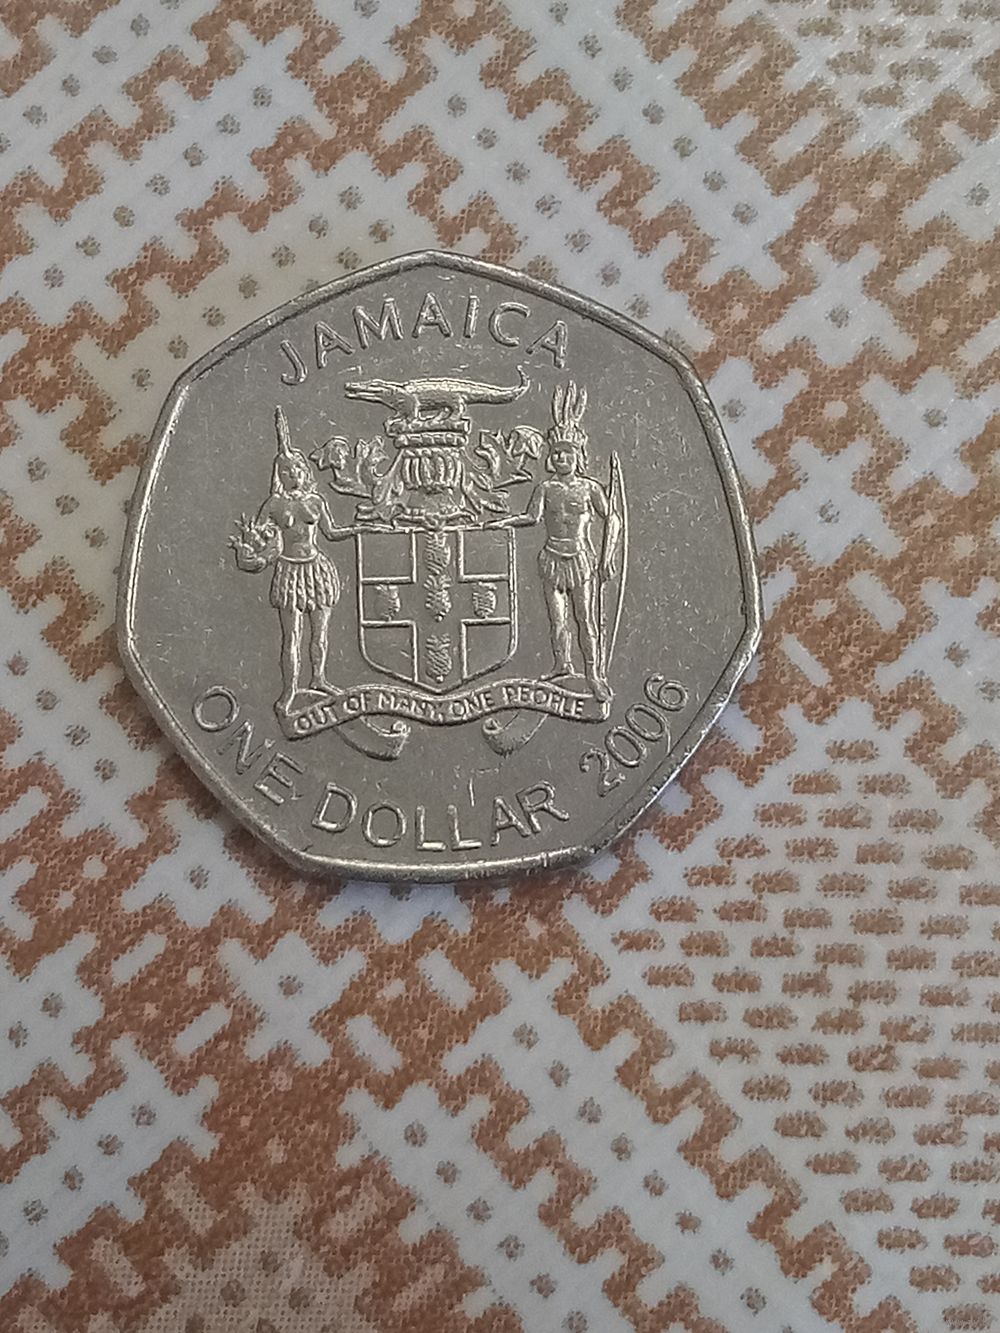 JAMAICA
OUT OF MANY, ONE PEOPLE
ONE DOLLAR 2006